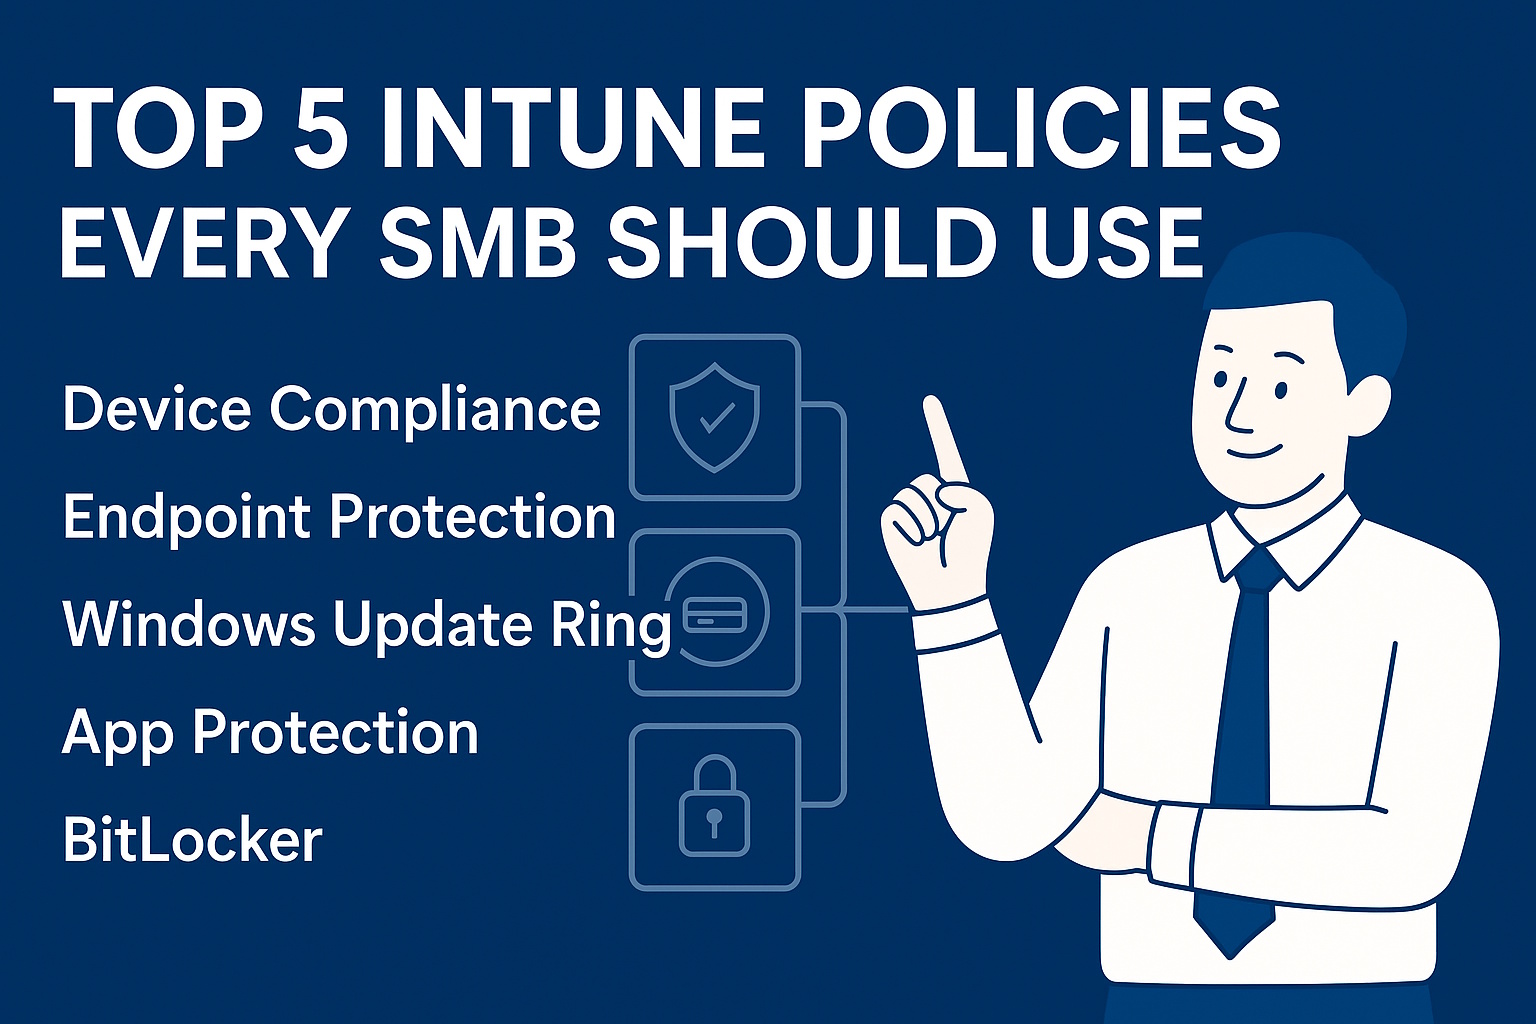 TOP 5 INTUNE POLICIES
EVERY SMB SHOULD USE
Device Compliance
Endpoint Protection
Windows Update Ring
App Protection
BitLocker